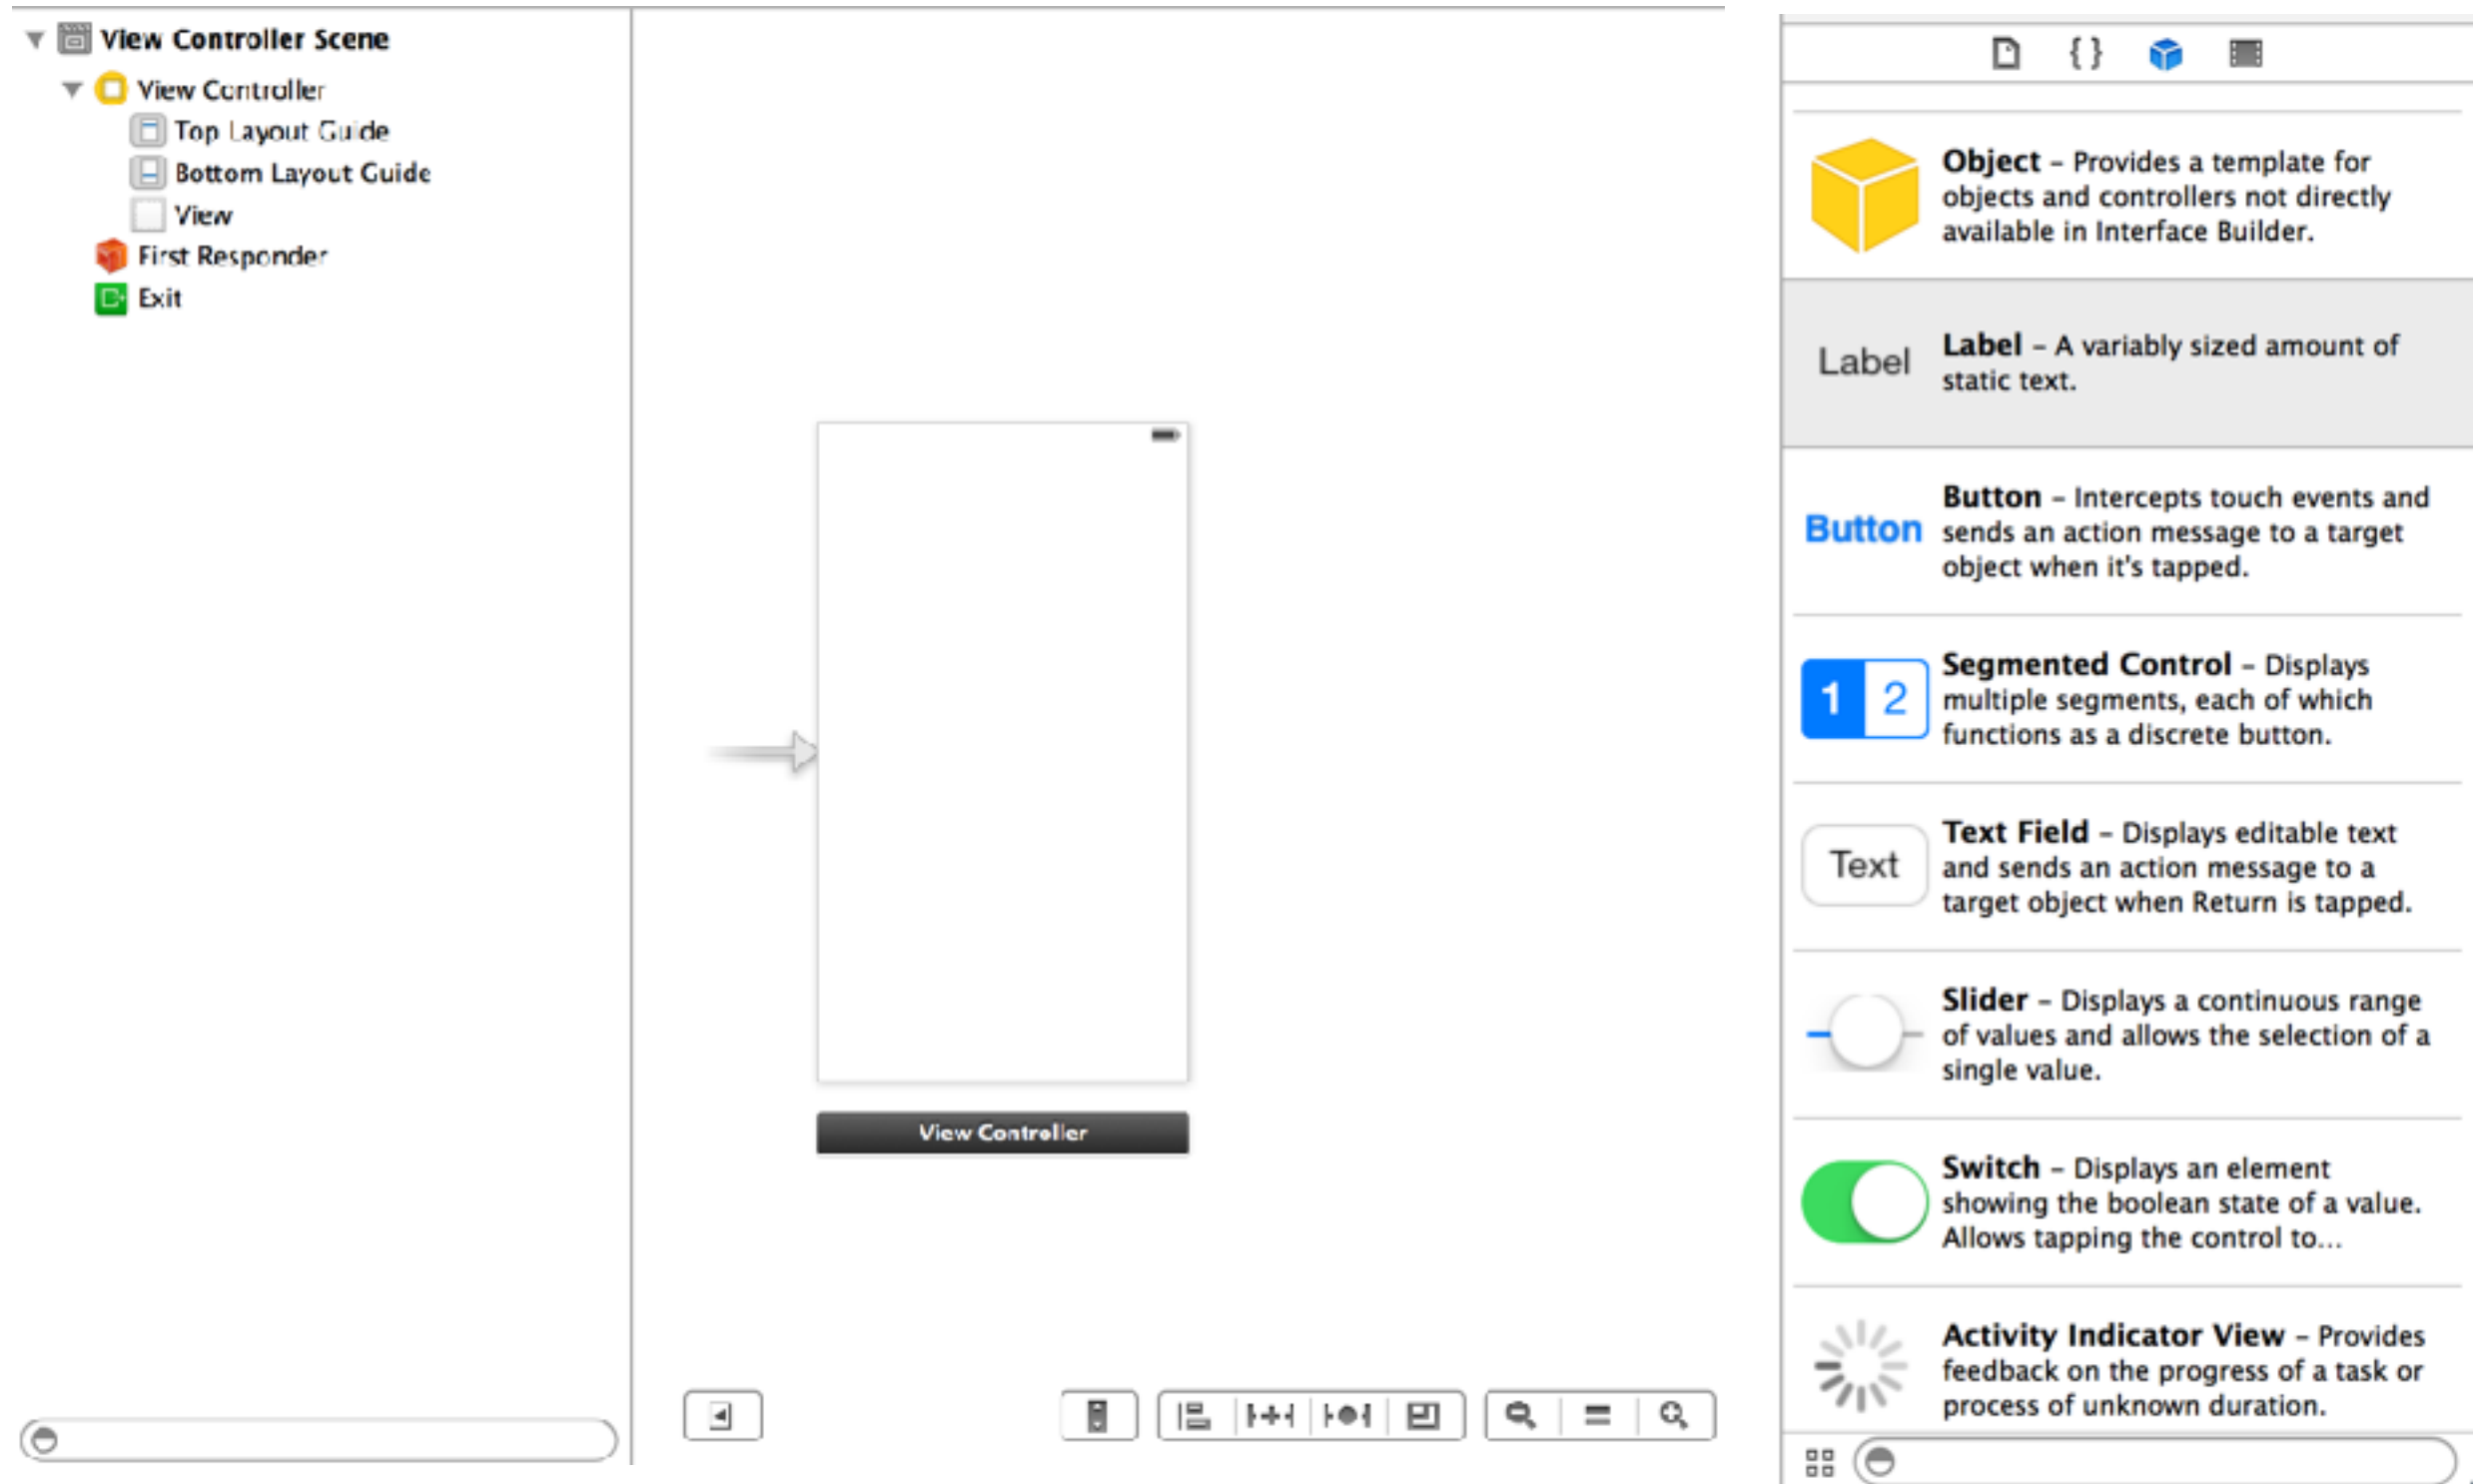 View Controller Scene
View Controller
Top Layout Guide
Bottom Layout Guide
View
First Responder
Exit
View Controller
{ }
Object – Provides a template for
objects and controllers not directly
available in Interface Builder.
Label
Label – A variably sized amount of
static text.
Button
Button – Intercepts touch events and
sends an action message to a target
object when it's tapped.
1 2
Segmented Control – Displays
multiple segments, each of which
functions as a discrete button.
Text
Text Field – Displays editable text
and sends an action message to a
target object when Return is tapped.
Slider – Displays a continuous range
of values and allows the selection of a
single value.
Switch – Displays an element
showing the boolean state of a value.
Allows tapping the control to...
Activity Indicator View – Provides
feedback on the progress of a task or
process of unknown duration.